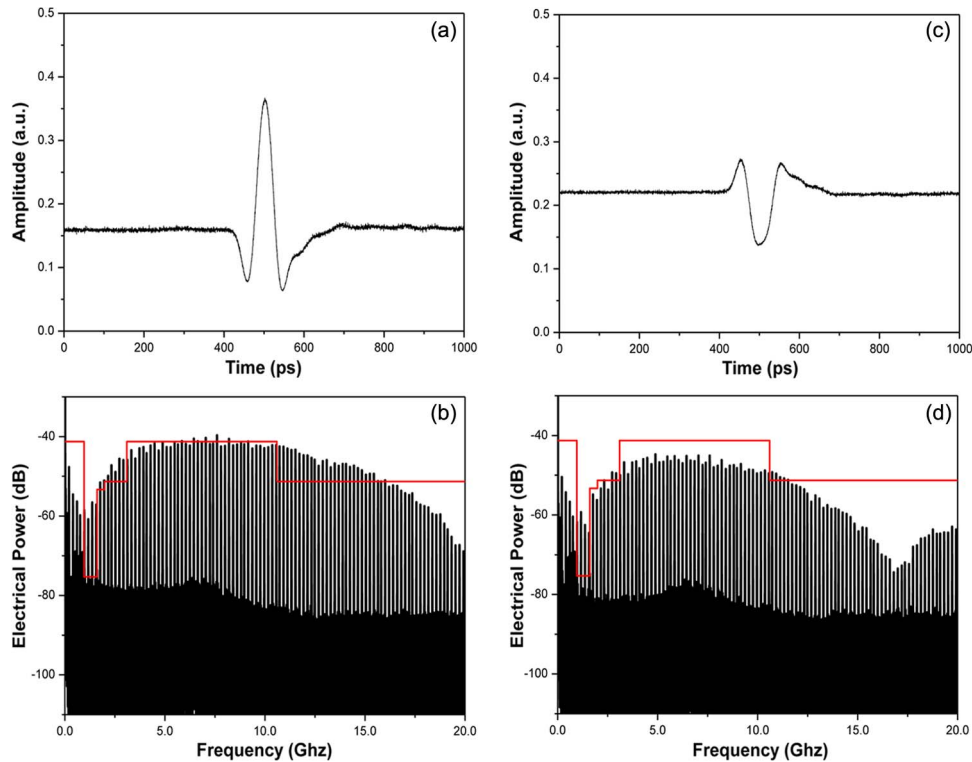 (a)
0.5
0.4
0.3
0.2
0.1
0.0
Amplitude (a.u.)
0 200 400 600 800 1000
Time (ps)
(c)
0.5
0.4
0.3
0.2
0.1
0.0
Amplitude (a.u.)
0 200 400 600 800 1000
Time (ps)
(b)
-40
-60
-80
-100
Electrical Power (dB)
0.0 5.0 10.0 15.0 20.0
Frequency (Ghz)
(d)
-40
-60
-80
-100
Electrical Power (dB)
0.0 5.0 10.0 15.0 20.0
Frequency (Ghz)